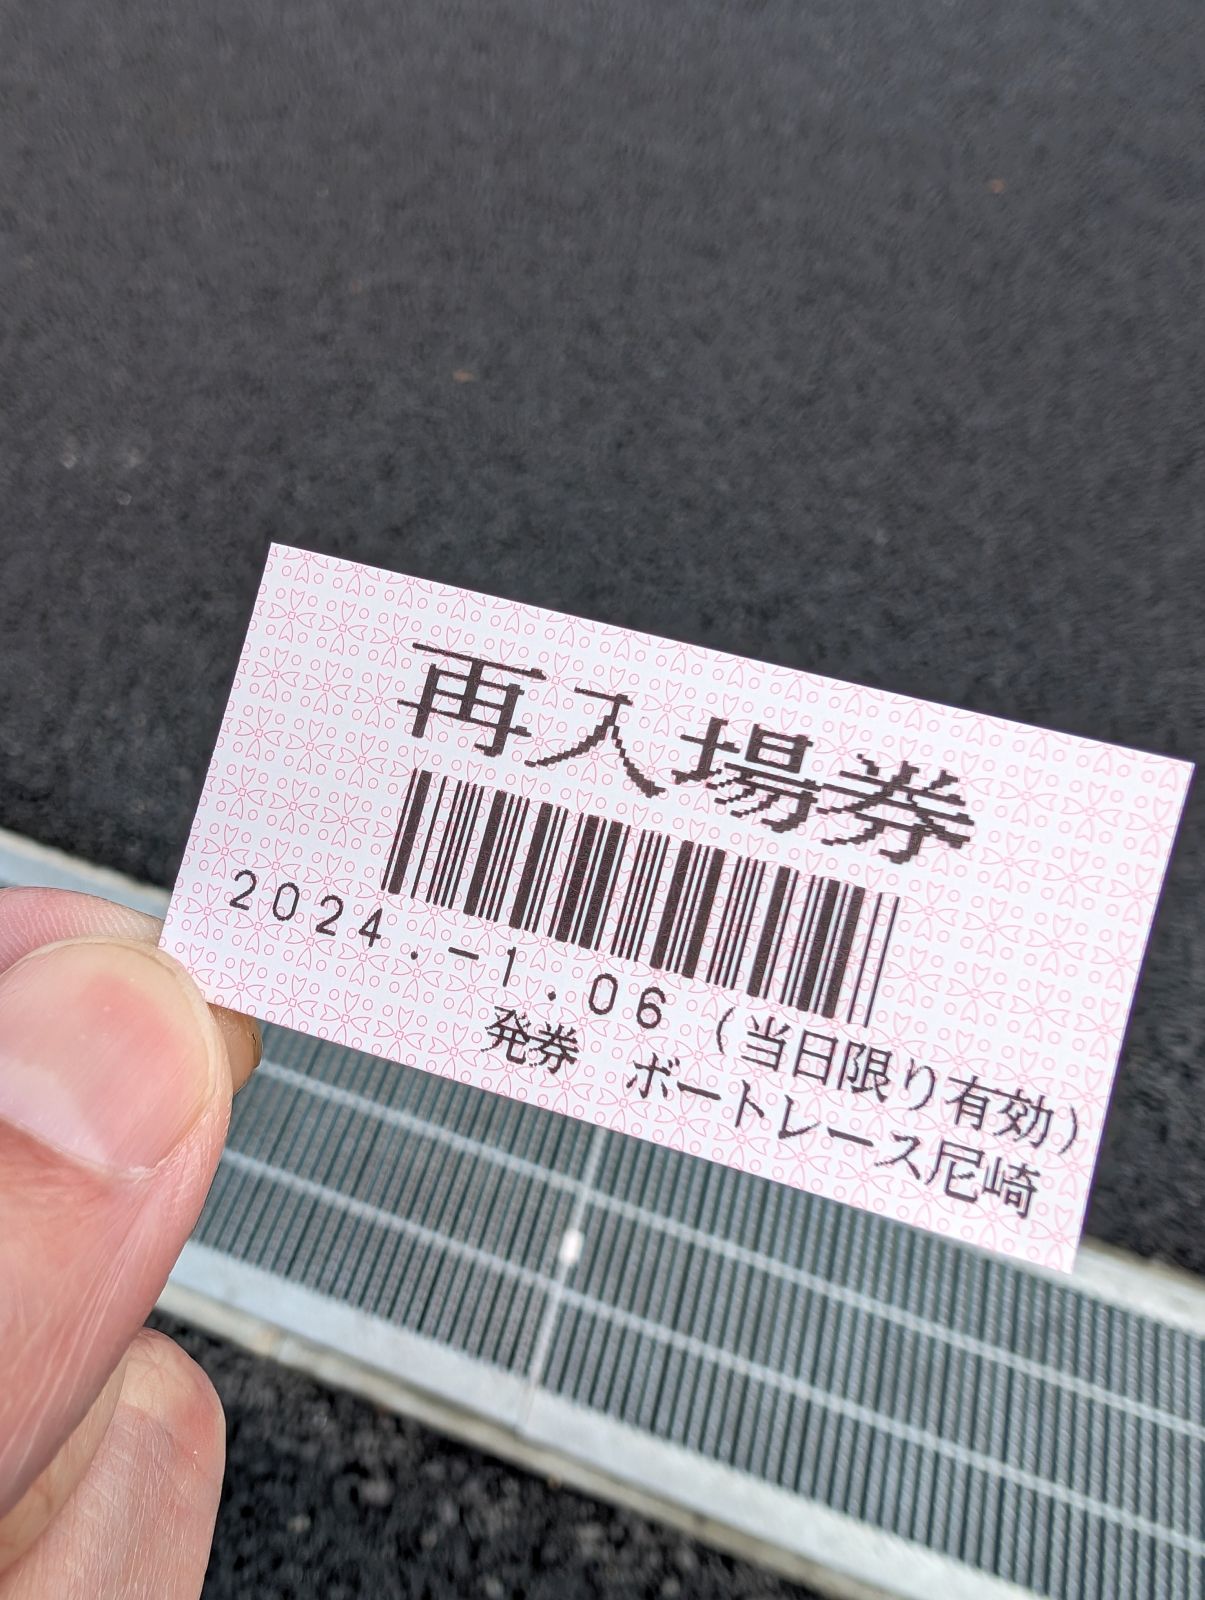 再入場券
2024.-1.06（当日限り有効）
発券　ボートレース尼崎